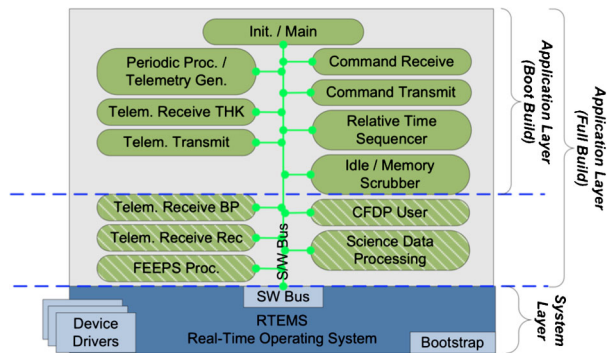 Init. / Main
Periodic Proc. /
Telemetry Gen.
Telem. Receive THK
Telem. Transmit
Command Receive
Command Transmit
Relative Time
Sequencer
Idle / Memory
Scrubber
Telem. Receive BP
Telem. Receive Rec
FEEPS Proc.
S/W Bus
CFDP User
Science Data
Processing
SW Bus
RTEMS
Real-Time Operating System
Device
Drivers
Bootstrap
Application Layer
(Boot Build)
Application Layer
(Full Build)
System
Layer